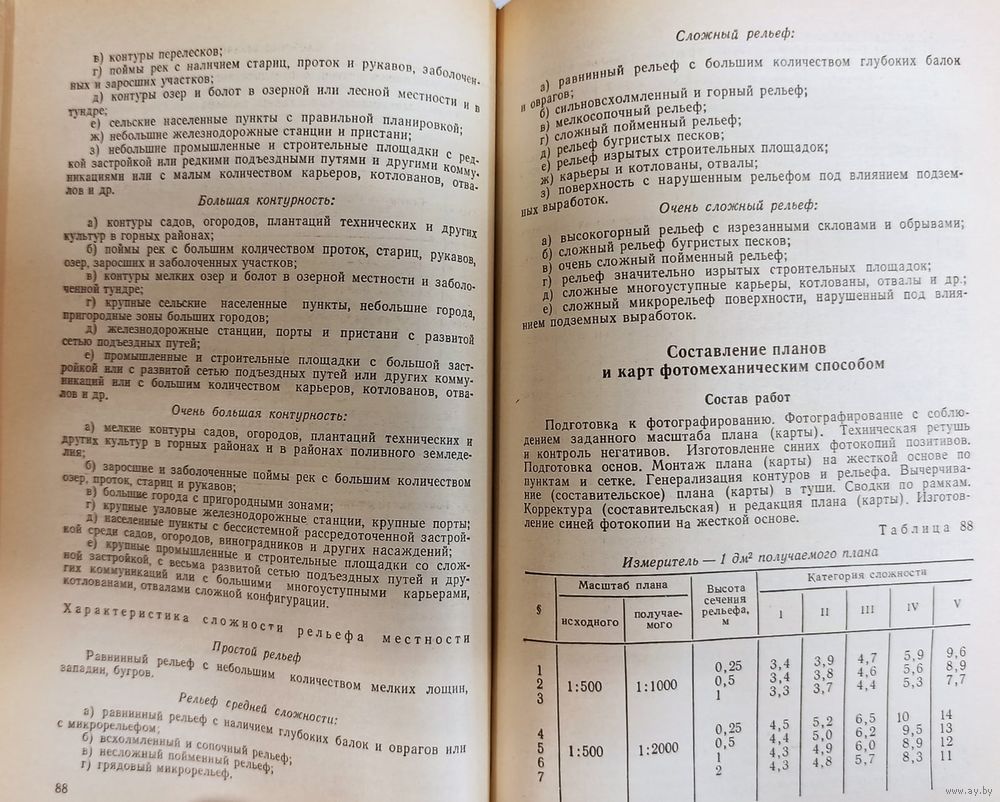 в) контуры перелесков;
г) поймы рек с наличием стариц, проток и рукавов, заболочен-
ных и заросших участков;
д) контуры озер и болот в озерной или лесной местности и в
тундре;
е) сельские населенные пункты с правильной планировкой;
ж) небольшие железнодорожные станции и пристани;
з) небольшие промышленные и строительные площадки с ред-
кой застройкой или редкими подъездными путями и другими комму-
никациями или с малым количеством карьеров, котлованов, отва-
лов и др.
Большая контурность:
а) контуры садов, огородов, плантаций технических и других
культур в горных районах;
б) поймы рек с большим количеством проток, стариц, рукавов,
озер, заросших и заболоченных участков;
в) контуры мелких озер и болот в озерной местности и заболо-
ченной тундре;
г) крупные сельские населенные пункты, небольшие города,
пригородные зоны больших городов;
д) железнодорожные станции, порты и пристани с развитой
сетью подъездных путей;
е) промышленные и строительные площадки с большой заст-
ройкой или с развитой сетью подъездных путей или других комму-
никаций или с большим количеством карьеров, котлованов, отва-
лов и др.
Очень большая контурность:
а) мелкие контуры садов, огородов, плантаций технических и
других культур в горных районах и в районах поливного земледе-
лия;
б) заросшие и заболоченные поймы рек с большим количеством
озер, проток, стариц и рукавов;
в) большие города с пригородными зонами;
г) крупные узловые железнодорожные станции, крупные порты;
д) населенные пункты с бессистемной рассредоточенной застрой-
кой среди садов, огородов, виноградников и других насаждений;
е) крупные промышленные и строительные площадки со слож-
ной застройкой, с весьма развитой сетью подъездных путей и дру-
гих коммуникаций или с большими многоуступными карьерами,
котлованами, отвалами сложной конфигурации.
Характеристика сложности рельефа местности
Простой рельеф
Равнинный рельеф с небольшим количеством мелких лощин,
западин, бугров.
Рельеф средней сложности:
а) равнинный рельеф с наличием глубоких балок и оврагов или
с микрорельефом;
б) всхолмленный и сопочный рельеф;
в) несложный пойменный рельеф;
г) грядовый микрорельеф.
88
Сложный рельеф:
а) равнинный рельеф с большим количеством глубоких балок
и оврагов;
б) сильновсхолмленный и горный рельеф;
в) мелкосопочный рельеф;
г) сложный пойменный рельеф;
д) рельеф бугристых песков;
е) рельеф изрытых строительных площадок;
ж) карьеры и котлованы, отвалы;
з) поверхность с нарушенным рельефом под влиянием подзем-
ных выработок.
Очень сложный рельеф:
а) высокогорный рельеф с изрезанными склонами и обрывами;
б) сложный рельеф бугристых песков;
в) очень сложный пойменный рельеф;
г) рельеф значительно изрытых строительных площадок;
д) сложные многоуступные карьеры, котлованы, отвалы и др.;
е) сложный микрорельеф поверхности, нарушенный под влия-
нием подземных выработок.
Составление планов
и карт фотомеханическим способом
Состав работ
Подготовка к фотографированию. Фотографирование с соблю-
дением заданного масштаба плана (карты). Техническая ретушь
и контроль негативов. Изготовление синих фотокопий позитивов.
Подготовка основ. Монтаж плана (карты) на жесткой основе по
пунктам и сетке. Генерализация контуров и рельефа. Вычерчива-
ние (составительское) плана (карты) в туши. Сводки по рамкам.
Корректура (составительская) и редакция плана (карты). Изготов-
ление синей фотокопии на жесткой основе.
Таблица 88
Измеритель — 1 дм² получаемого плана
§ Масштаб плана Высота сечения рельефа, м Категория сложности
исходного получае-мого I II III IV V
1 1:500 1:1000 0,25 3,4 3,9 4,7 5,9 9,6
2 0,5 3,4 3,8 4,6 5,6 8,9
3 1 3,3 3,7 4,4 5,3 7,7
4 1:500 1:2000 0,25 4,5 5,2 6,5 10 14
5 0,5 4,4 5,0 6,2 9,5 13
6 1 4,3 4,9 6,0 8,9 12
7 2 4,3 4,8 5,7 8,3 11
www.ay.by